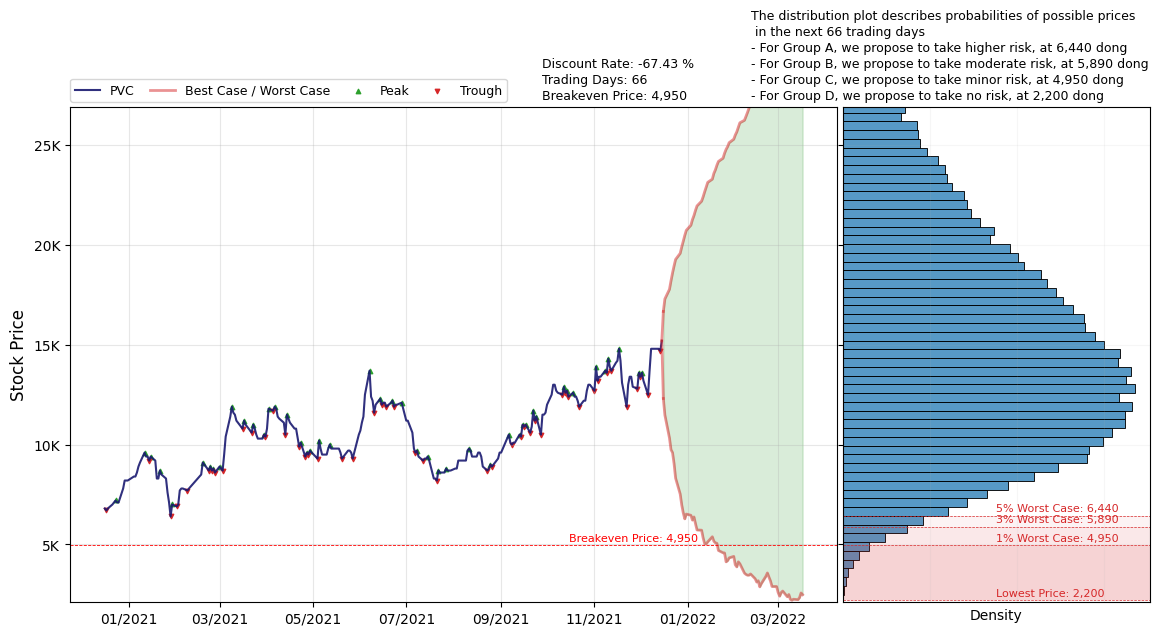 The distribution plot describes probabilities of possible prices
in the next 66 trading days
- For Group A, we propose to take higher risk, at 6,440 dong
- For Group B, we propose to take moderate risk, at 5,890 dong
- For Group C, we propose to take minor risk, at 4,950 dong
- For Group D, we propose to take no risk, at 2,200 dong
Discount Rate: -67.43 %
Trading Days: 66
Breakeven Price: 4,950
PVC
Best Case / Worst Case
Peak
Trough
Stock Price
25K
20K
15K
10K
5K
Breakeven Price: 4,950
01/2021
03/2021
05/2021
07/2021
09/2021
11/2021
01/2022
03/2022
5% Worst Case: 6,440
3% Worst Case: 5,890
1% Worst Case: 4,950
Lowest Price: 2,200
Density